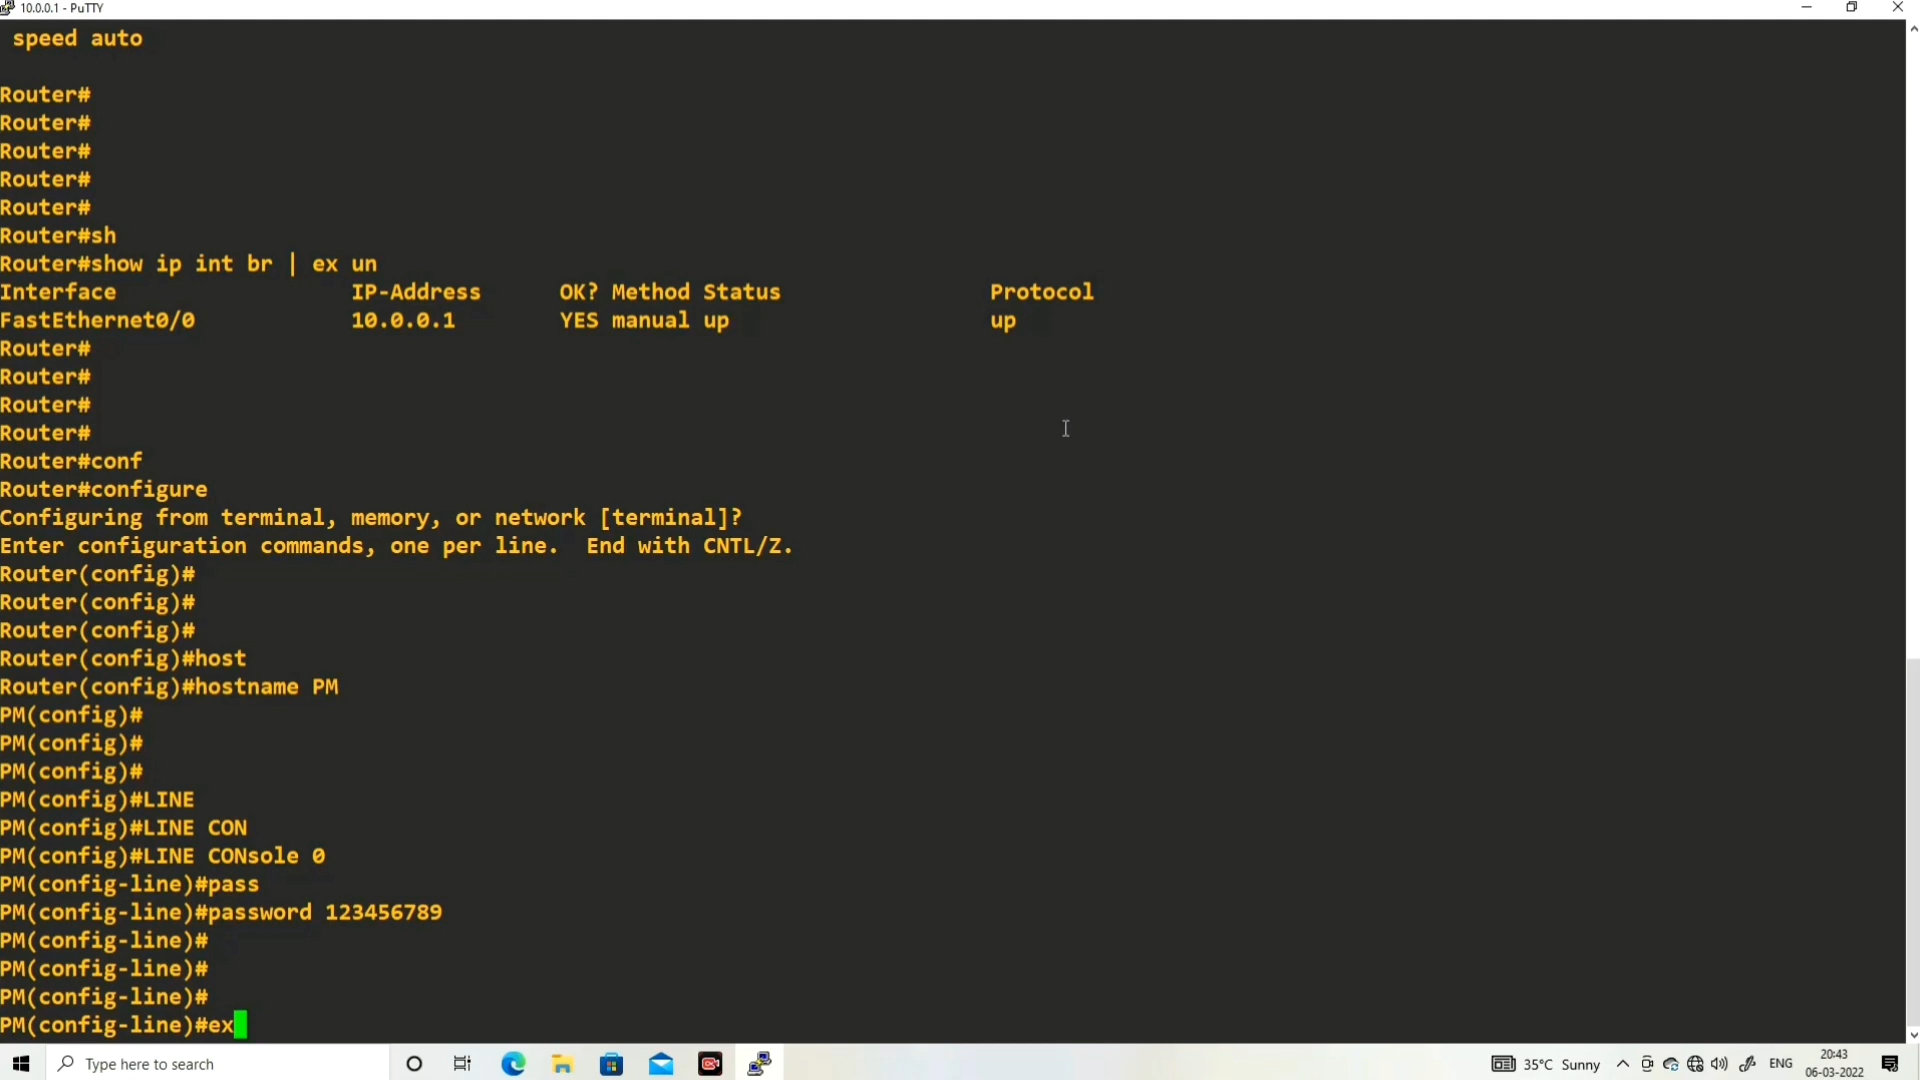 10.0.0.1 - PuTTY
speed auto
Router#
Router#
Router#
Router#
Router#
Router#sh
Router#show ip int br | ex un
Interface IP-Address OK? Method Status Protocol
FastEthernet0/0 10.0.0.1 YES manual up up
Router#
Router#
Router#
Router#
Router#conf
Router#configure
Configuring from terminal, memory, or network [terminal]?
Enter configuration commands, one per line. End with CNTL/Z.
Router(config)#
Router(config)#
Router(config)#
Router(config)#host
Router(config)#hostname PM
PM(config)#
PM(config)#
PM(config)#
PM(config)#LINE
PM(config)#LINE CON
PM(config)#LINE CONsole 0
PM(config-line)#pass
PM(config-line)#password 123456789
PM(config-line)#
PM(config-line)#
PM(config-line)#
PM(config-line)#ex
Type here to search
35°C Sunny
ENG
20:43
06-03-2022